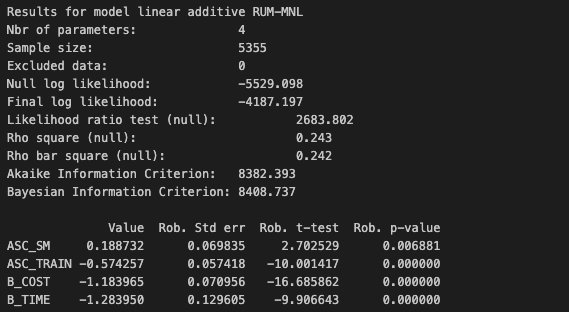 Results for model linear additive RUM-MNL
Nbr of parameters: 4
Sample size: 5355
Excluded data: 0
Null log likelihood: -5529.098
Final log likelihood: -4187.197
Likelihood ratio test (null): 2683.802
Rho square (null): 0.243
Rho bar square (null): 0.242
Akaike Information Criterion: 8382.393
Bayesian Information Criterion: 8408.737
Value Rob. Std err Rob. t-test Rob. p-value
ASC_SM 0.188732 0.069835 2.702529 0.006881
ASC_TRAIN -0.574257 0.057418 -10.001417 0.000000
B_COST -1.183965 0.070956 -16.685862 0.000000
B_TIME -1.283950 0.129605 -9.906643 0.000000